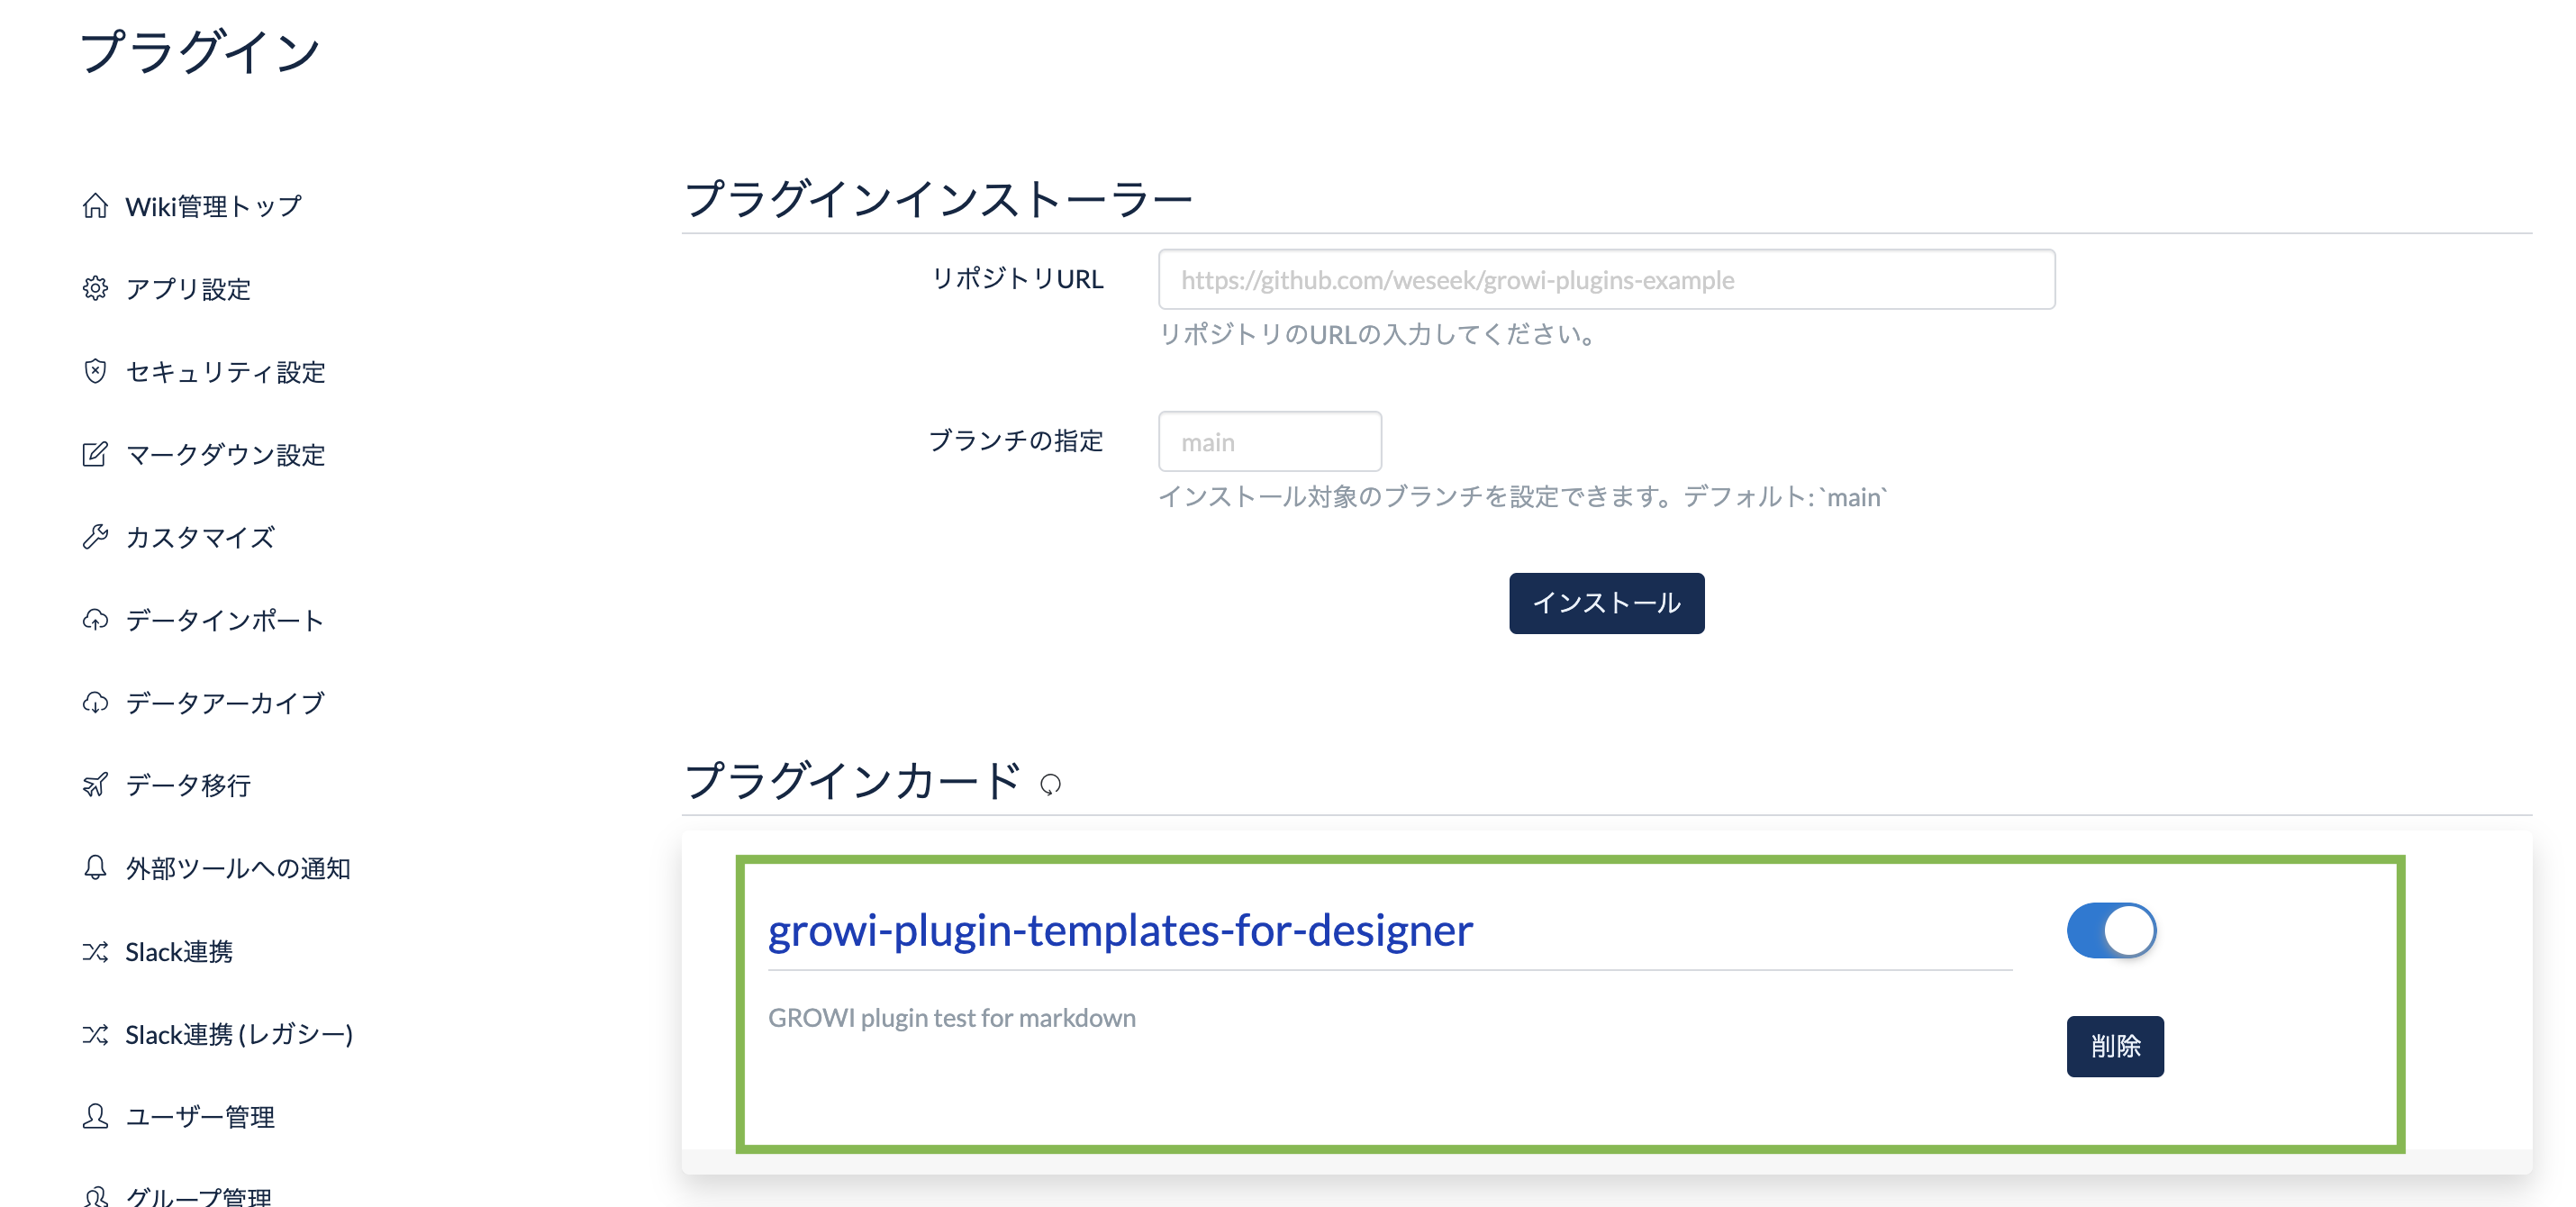 プラグイン
Wiki管理トップ
アプリ設定
セキュリティ設定
マークダウン設定
カスタマイズ
データインポート
データアーカイブ
データ移行
外部ツールへの通知
Slack連携
Slack連携 (レガシー)
ユーザー管理
グループ管理
プラグインインストーラー
リポジトリURL
https://github.com/weseek/growi-plugins-example
リポジトリのURLの入力してください。
ブランチの指定
main
インストール対象のブランチを設定できます。デフォルト: `main`
インストール
プラグインカード
growi-plugin-templates-for-designer
GROWI plugin test for markdown
削除